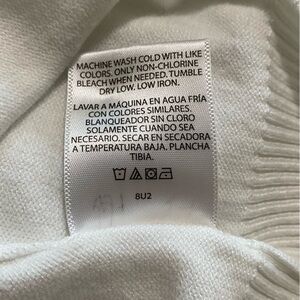 MACHINE WASH COLD WITH LIKE
COLORS. ONLY NON-CHLORINE
BLEACH WHEN NEEDED. TUMBLE
DRY LOW. LOW IRON.
LAVAR A MÁQUINA EN AGUA FRÍA
CON COLORES SIMILARES.
BLANQUEADOR SIN CLORO
SOLAMENTE CUANDO SEA
NECESARIO. SECAR EN SECADORA
A TEMPERATURA BAJA. PLANCHA
TIBIA.
8U2